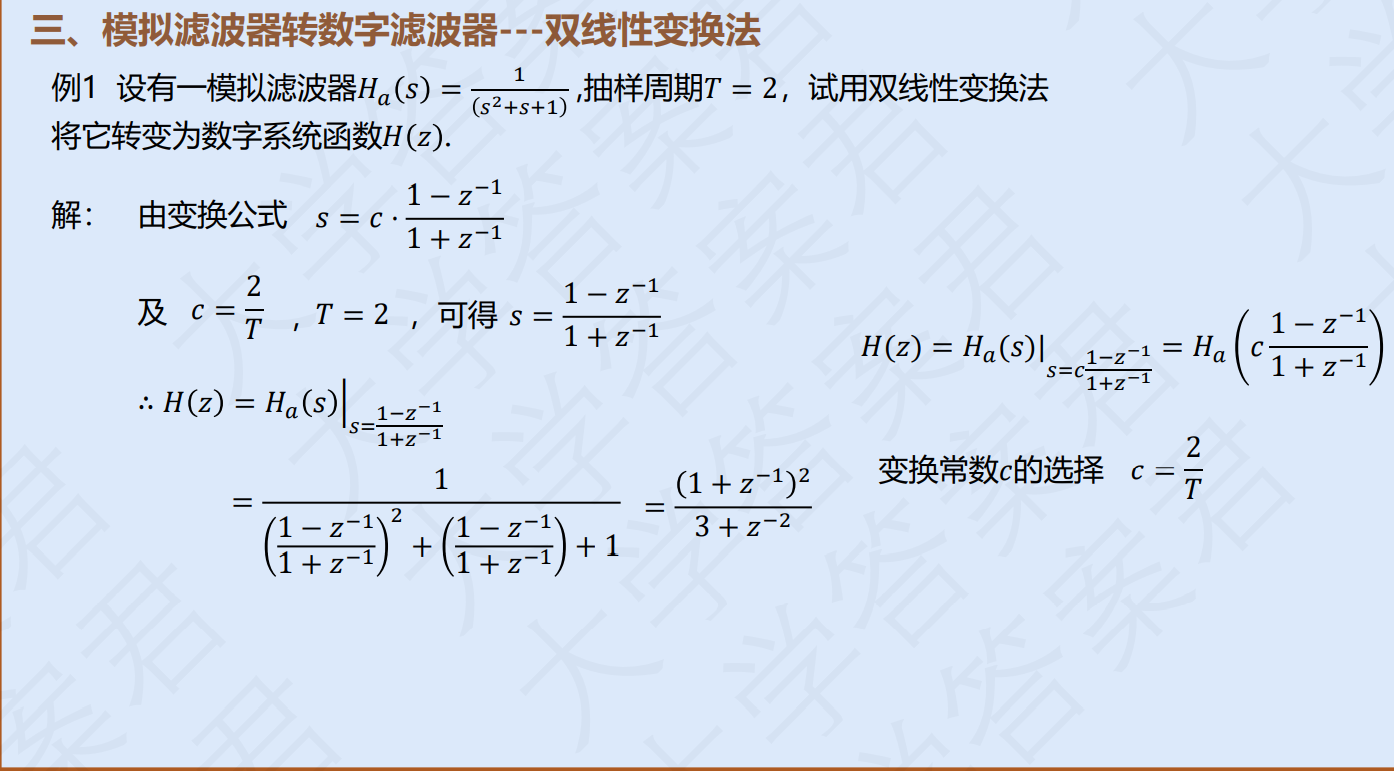 三、模拟滤波器转数字滤波器---双线性变换法
例1 设有一模拟滤波器$H_a(s) = \frac{1}{(s^2+s+1)}$,抽样周期$T = 2$，试用双线性变换法
将它转变为数字系统函数$H(z)$.
解： 由变换公式 $s = c \cdot \frac{1-z^{-1}}{1+z^{-1}}$
及 $c = \frac{2}{T}$ ，$T = 2$ ，可得 $s = \frac{1-z^{-1}}{1+z^{-1}}$
$\therefore H(z) = H_a(s)\Big|_{s=\frac{1-z^{-1}}{1+z^{-1}}}$
$= \frac{1}{\left(\frac{1-z^{-1}}{1+z^{-1}}\right)^2 + \left(\frac{1-z^{-1}}{1+z^{-1}}\right) + 1} = \frac{(1+z^{-1})^2}{3+z^{-2}}$
$H(z) = H_a(s)|_{s=c\frac{1-z^{-1}}{1+z^{-1}}} = H_a\left(c\frac{1-z^{-1}}{1+z^{-1}}\right)$
变换常数$c$的选择 $c = \frac{2}{T}$
大学答案君